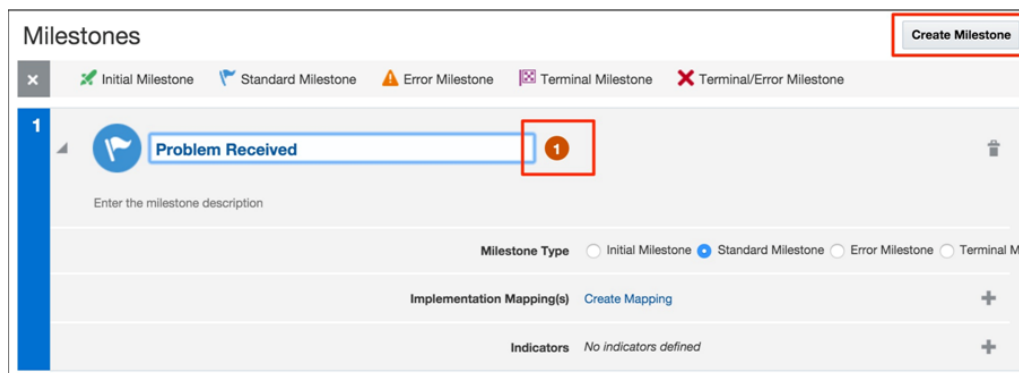 Milestones
Create Milestone
Initial Milestone Standard Milestone Error Milestone Terminal Milestone Terminal/Error Milestone
1
Problem Received 1
Enter the milestone description
Milestone Type Initial Milestone Standard Milestone Error Milestone Terminal M
Implementation Mapping(s) Create Mapping
Indicators No indicators defined